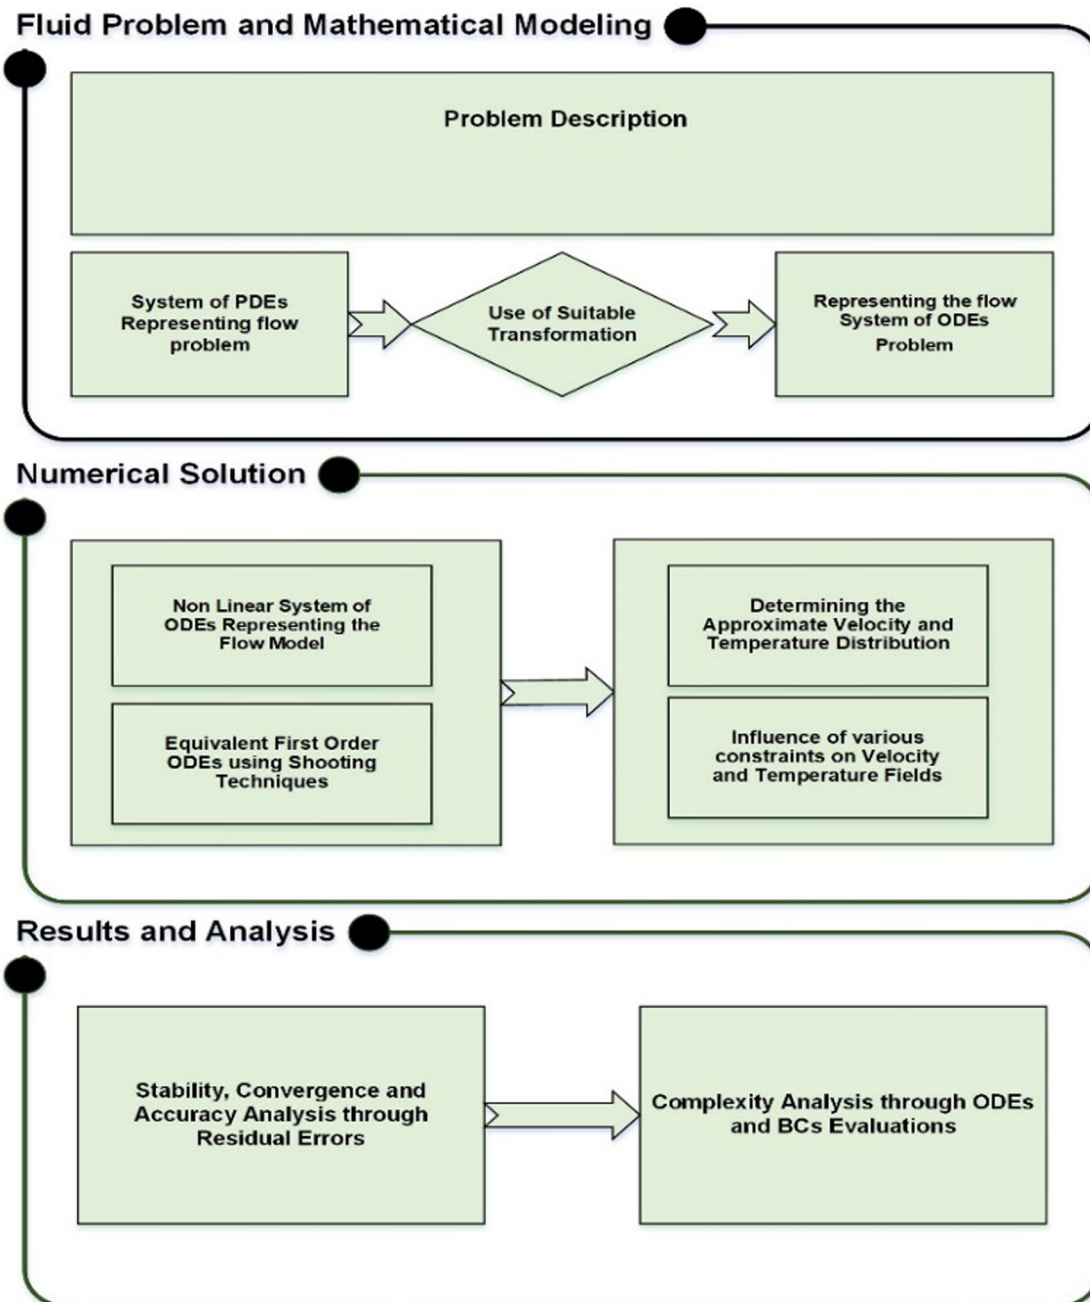 Fluid Problem and Mathematical Modeling
Problem Description
System of PDEs
Representing flow
problem
Use of Suitable
Transformation
Representing the flow
System of ODEs
Problem
Numerical Solution
Non Linear System of
ODEs Representing the
Flow Model
Equivalent First Order
ODEs using Shooting
Techniques
Determining the
Approximate Velocity and
Temperature Distribution
Influence of various
constraints on Velocity
and Temperature Fields
Results and Analysis
Stability, Convergence and
Accuracy Analysis through
Residual Errors
Complexity Analysis through ODEs
and BCs Evaluations